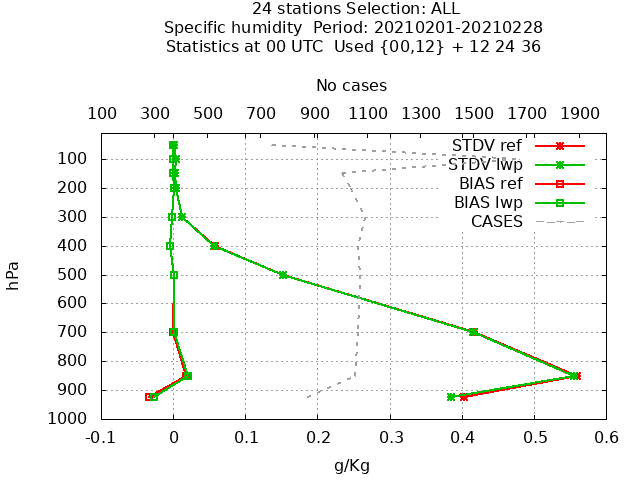 24 stations Selection: ALL
Specific humidity  Period: 20210201-20210228
Statistics at 00 UTC  Used {00,12} + 12 24 36
No cases
100 300 500 700 900 1100 1300 1500 1700 1900
STDV ref
STDV lwp
BIAS ref
BIAS lwp
CASES
hPa
100
200
300
400
500
600
700
800
900
1000
-0.1 0 0.1 0.2 0.3 0.4 0.5 0.6
g/Kg